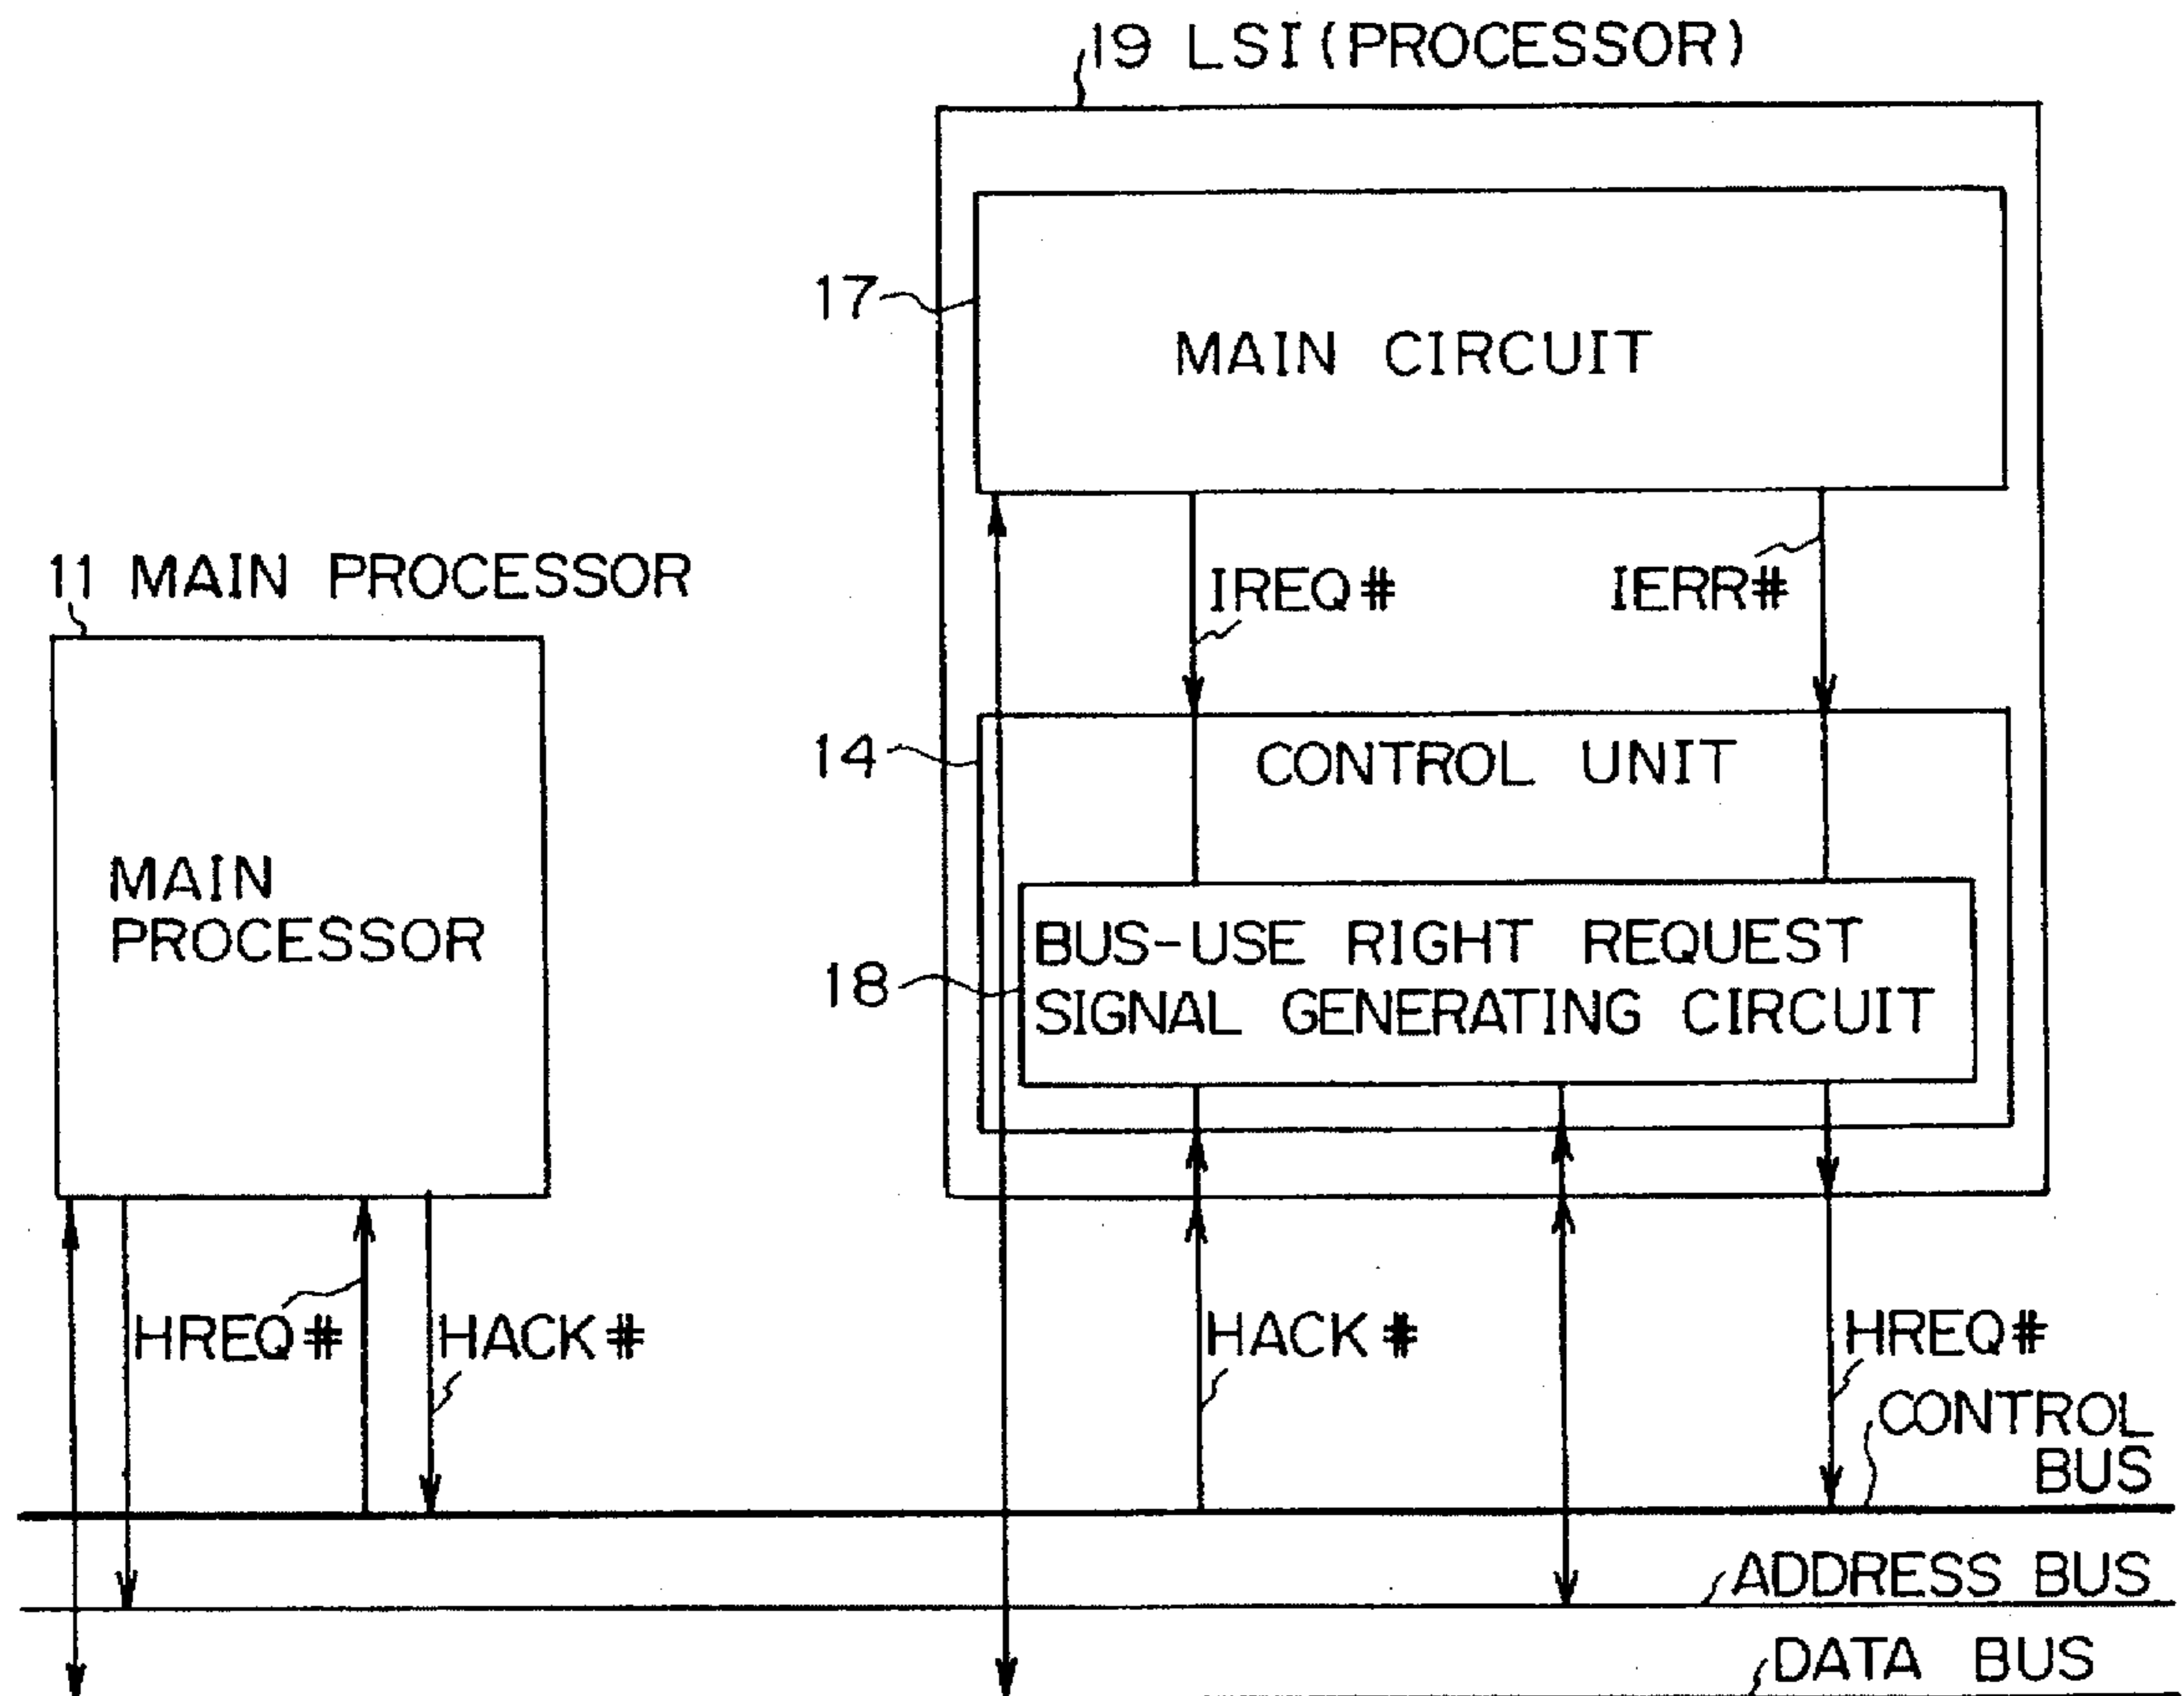 19 LSI(PROCESSOR)
17
MAIN CIRCUIT
11 MAIN PROCESSOR
IREQ#
IERR#
14
CONTROL UNIT
MAIN
PROCESSOR
18
BUS-USE RIGHT REQUEST
SIGNAL GENERATING CIRCUIT
HREQ#
HACK#
HACK#
HREQ#
CONTROL
BUS
ADDRESS BUS
DATA BUS